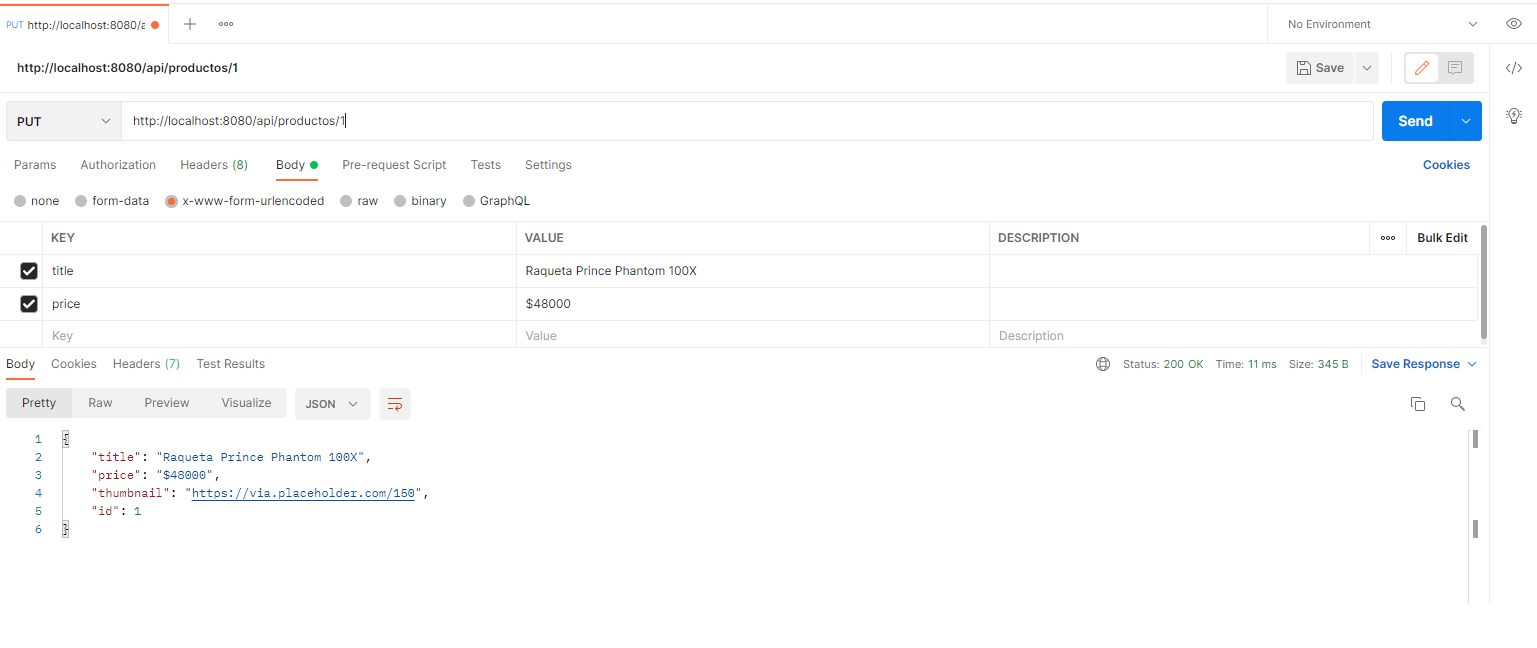 PUT http://localhost:8080/a
No Environment
http://localhost:8080/api/productos/1
Save
PUT http://localhost:8080/api/productos/1
Send
Params Authorization Headers (8) Body Pre-request Script Tests Settings Cookies
none form-data x-www-form-urlencoded raw binary GraphQL
KEY VALUE DESCRIPTION Bulk Edit
title Raqueta Prince Phantom 100X
price $48000
Key Value Description
Body Cookies Headers (7) Test Results Status: 200 OK Time: 11 ms Size: 345 B Save Response
Pretty Raw Preview Visualize JSON
1 {
2 "title": "Raqueta Prince Phantom 100X",
3 "price": "$48000",
4 "thumbnail": "https://via.placeholder.com/150",
5 "id": 1
6 }